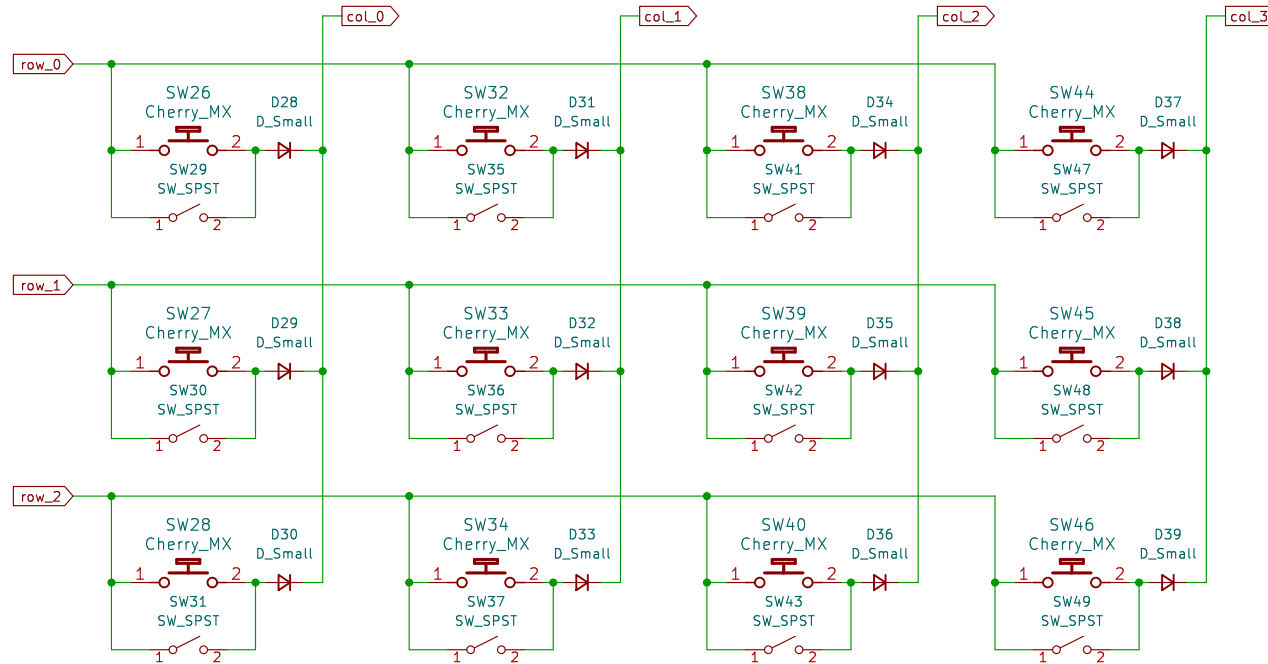 col_0
col_1
col_2
col_3
row_0
SW26
Cherry_MX
D28
D_Small
1
2
SW29
SW_SPST
1
2
SW32
Cherry_MX
D31
D_Small
1
2
SW35
SW_SPST
1
2
SW38
Cherry_MX
D34
D_Small
1
2
SW41
SW_SPST
1
2
SW44
Cherry_MX
D37
D_Small
1
2
SW47
SW_SPST
1
2
row_1
SW27
Cherry_MX
D29
D_Small
1
2
SW30
SW_SPST
1
2
SW33
Cherry_MX
D32
D_Small
1
2
SW36
SW_SPST
1
2
SW39
Cherry_MX
D35
D_Small
1
2
SW42
SW_SPST
1
2
SW45
Cherry_MX
D38
D_Small
1
2
SW48
SW_SPST
1
2
row_2
SW28
Cherry_MX
D30
D_Small
1
2
SW31
SW_SPST
1
2
SW34
Cherry_MX
D33
D_Small
1
2
SW37
SW_SPST
1
2
SW40
Cherry_MX
D36
D_Small
1
2
SW43
SW_SPST
1
2
SW46
Cherry_MX
D39
D_Small
1
2
SW49
SW_SPST
1
2